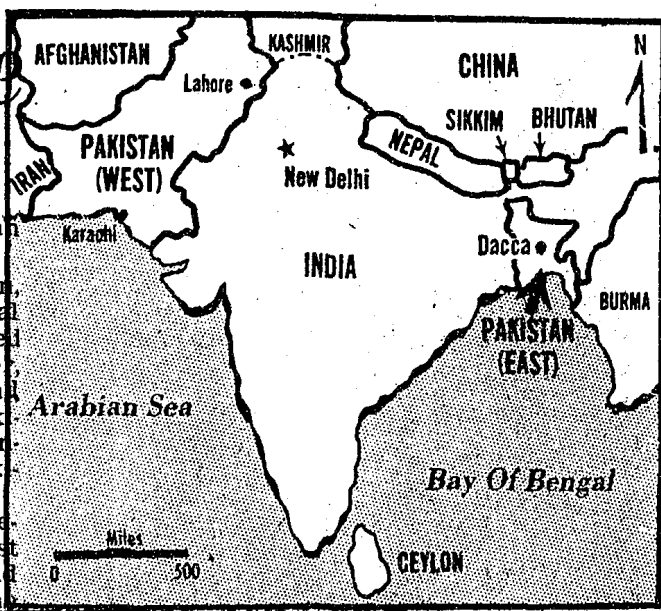 AFGHANISTAN
KASHMIR
N
CHINA
Lahore
SIKKIM
BHUTAN
PAKISTAN
(WEST)
NEPAL
IRAN
New Delhi
Karachi
Dacca
INDIA
BURMA
PAKISTAN
(EAST)
Arabian Sea
Bay Of Bengal
Miles
0 500
CEYLON